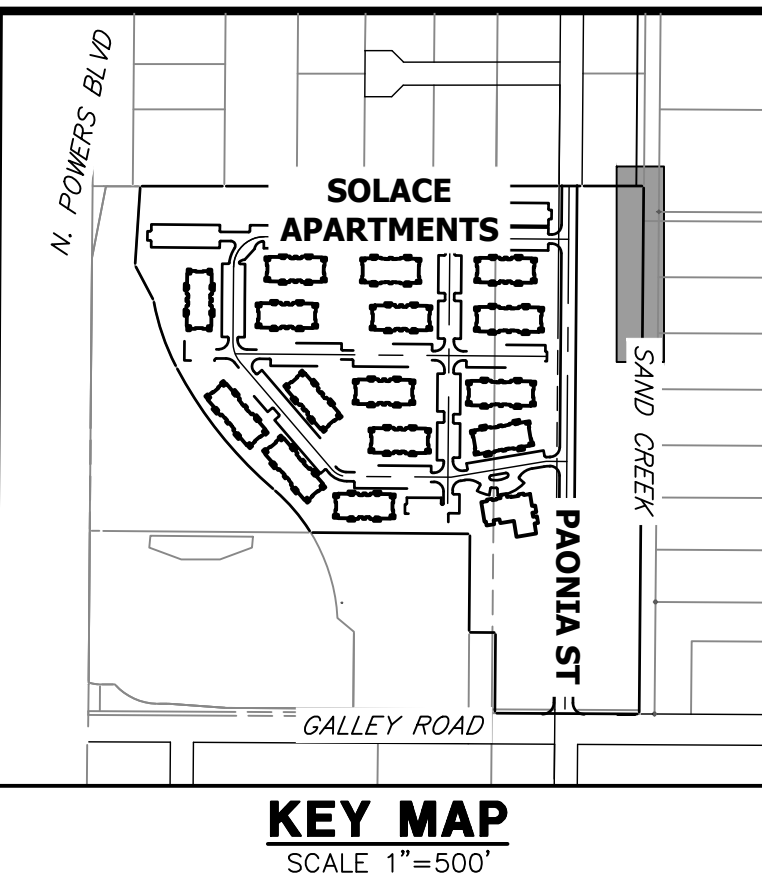 N. POWERS BLVD
SOLACE
APARTMENTS
SAND CREEK
PAONIA ST
GALLEY ROAD
KEY MAP
SCALE 1"=500'